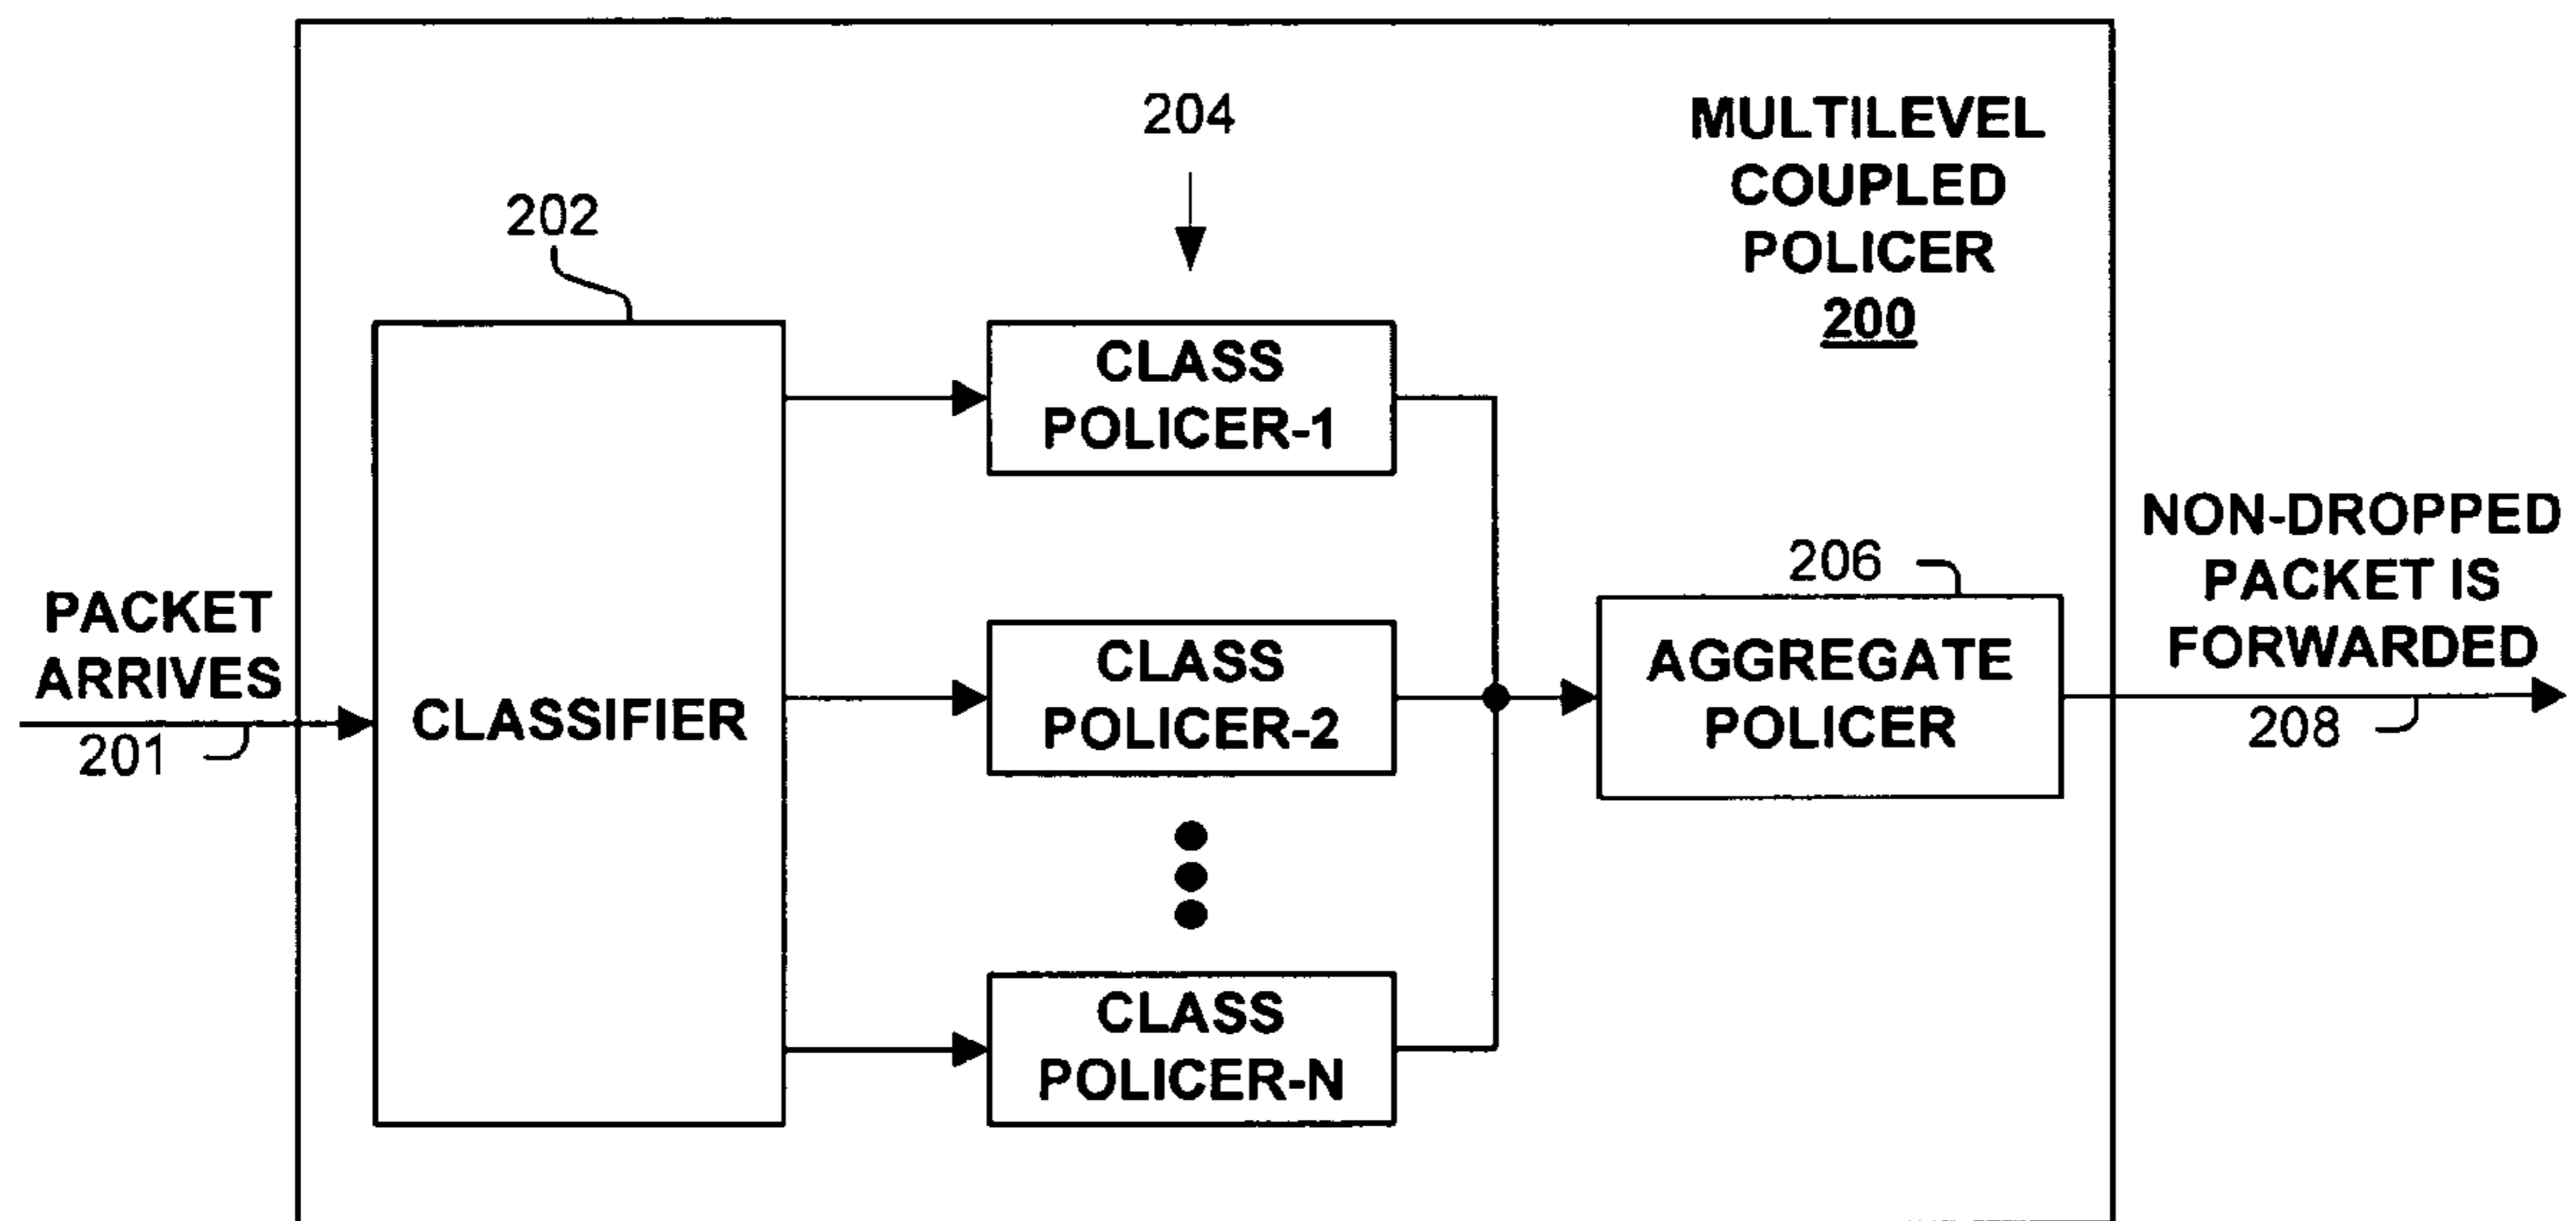 204
MULTILEVEL
COUPLED
POLICER
200
202
CLASS
POLICER-1
PACKET
ARRIVES
201
CLASSIFIER
CLASS
POLICER-2
206
AGGREGATE
POLICER
NON-DROPPED
PACKET IS
FORWARDED
208
CLASS
POLICER-N